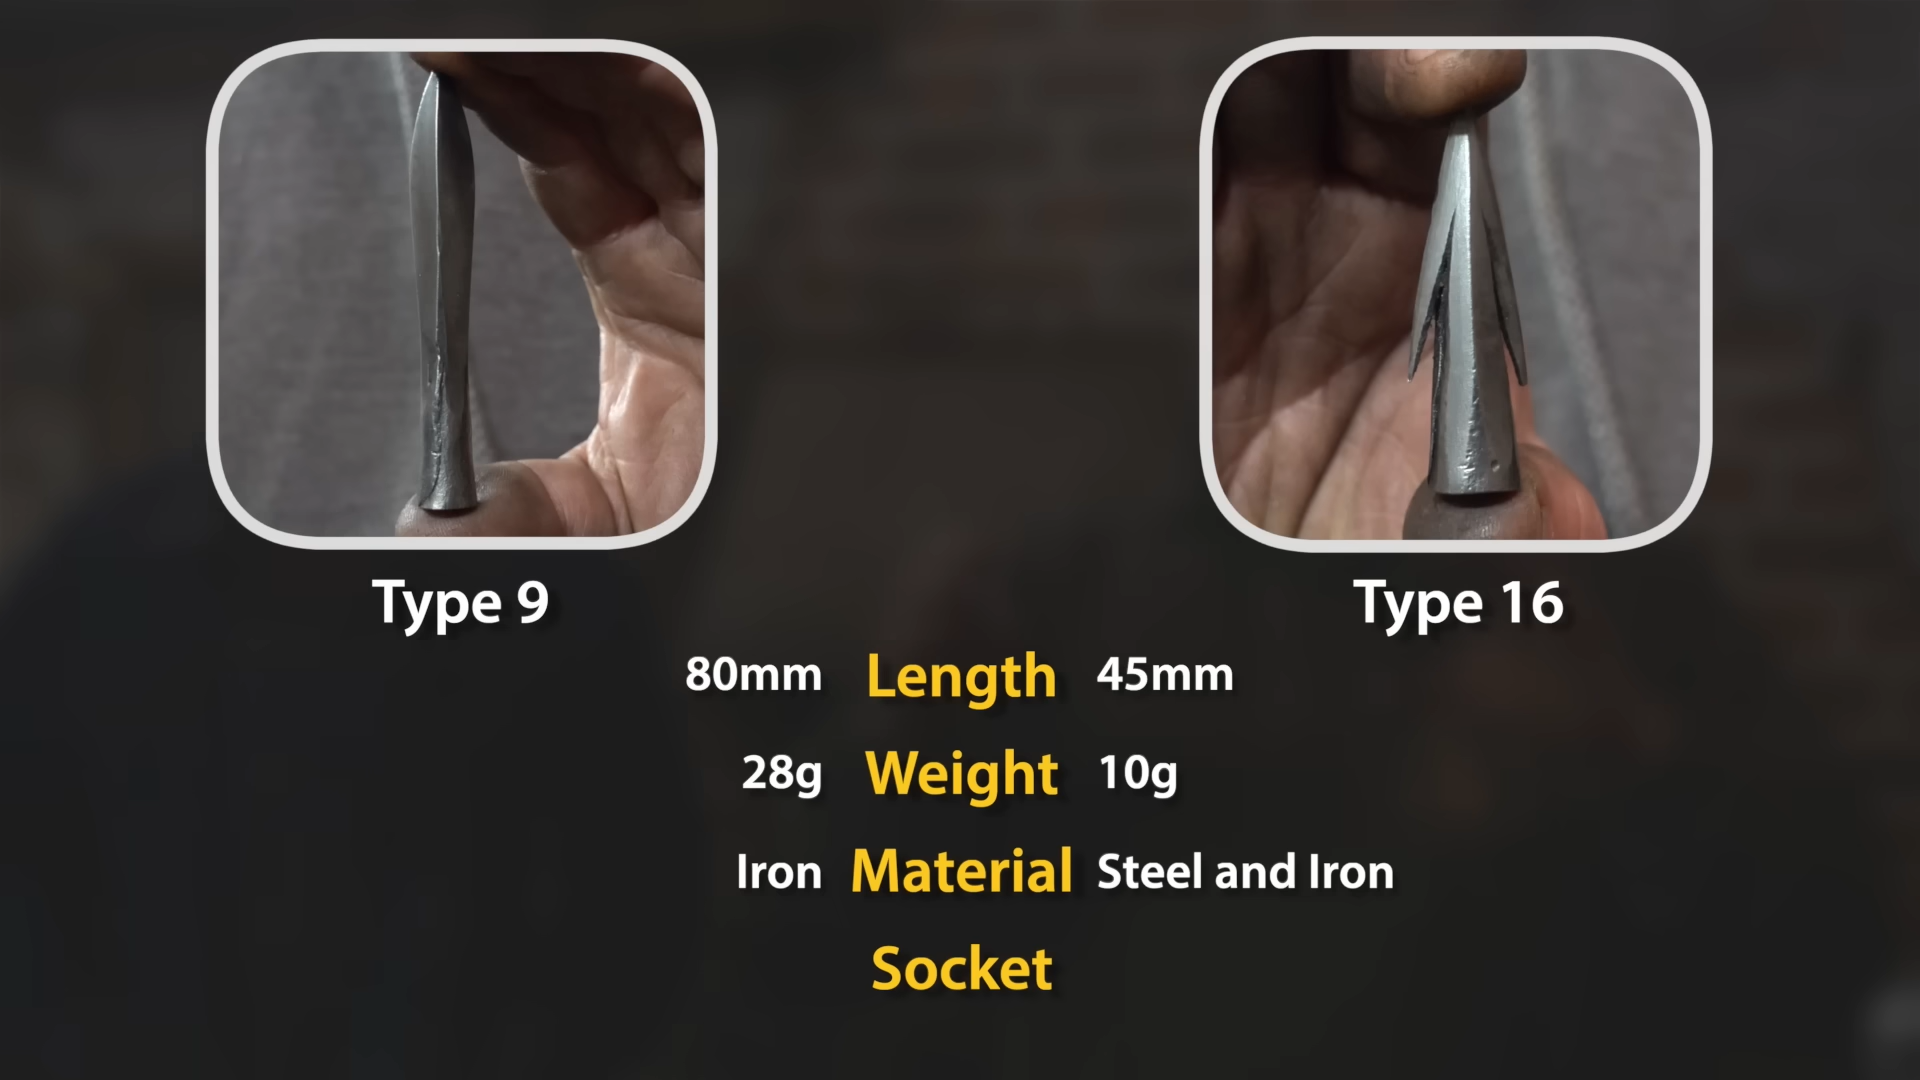 Type 9
Type 16
80mm Length 45mm
28g Weight 10g
Iron Material Steel and Iron
Socket